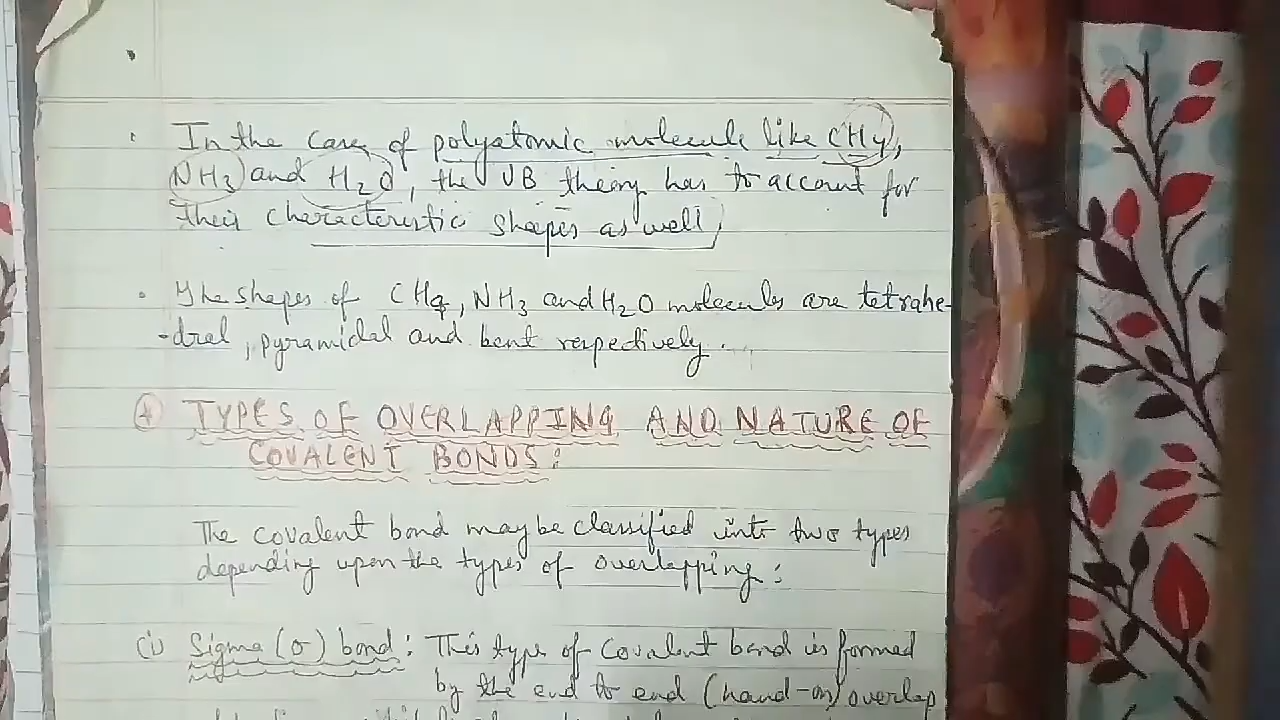 In the case of polyatomic molecule like CH4,
NH3 and H2O, the VB theory has to account for
their characteristic shapes as well,
The shapes of CH4, NH3 and H2O molecules are tetrahe-
-dral, pyramidal and bent respectively.
TYPES OF OVERLAPPING AND NATURE OF
COVALENT BONDS:
The covalent bond may be classified into two types
depending upon the types of overlapping:
(i) Sigma (σ) bond: This type of covalent bond is formed
by the end to end (hand-on) overlap